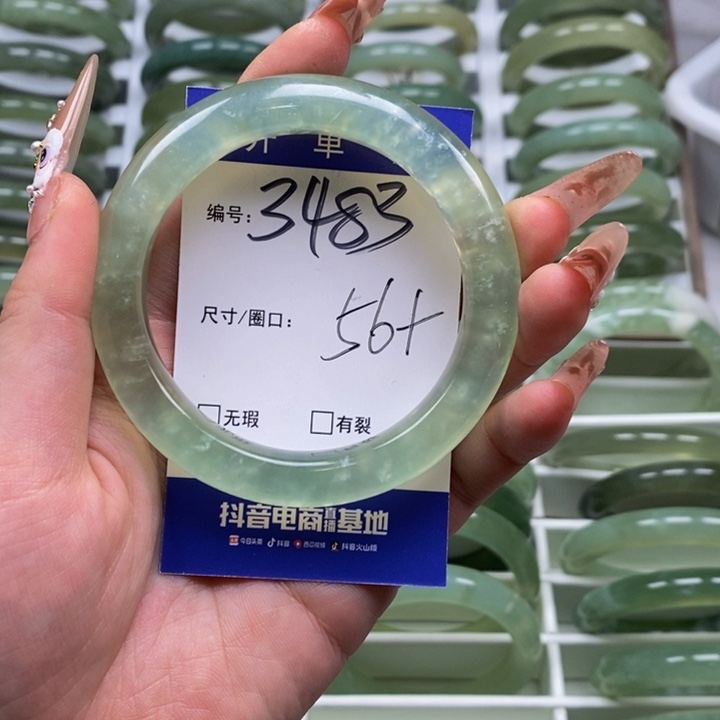 开单
编号: 3483
尺寸/圈口: 56+
无瑕 有裂
抖音电商直播基地
今日头条 抖音 西瓜视频 抖音火山版